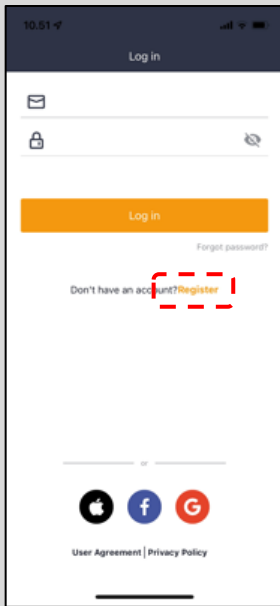 10.51
Log in
Log in
Forgot password?
Don't have an account?Register
or
f G
User Agreement | Privacy Policy